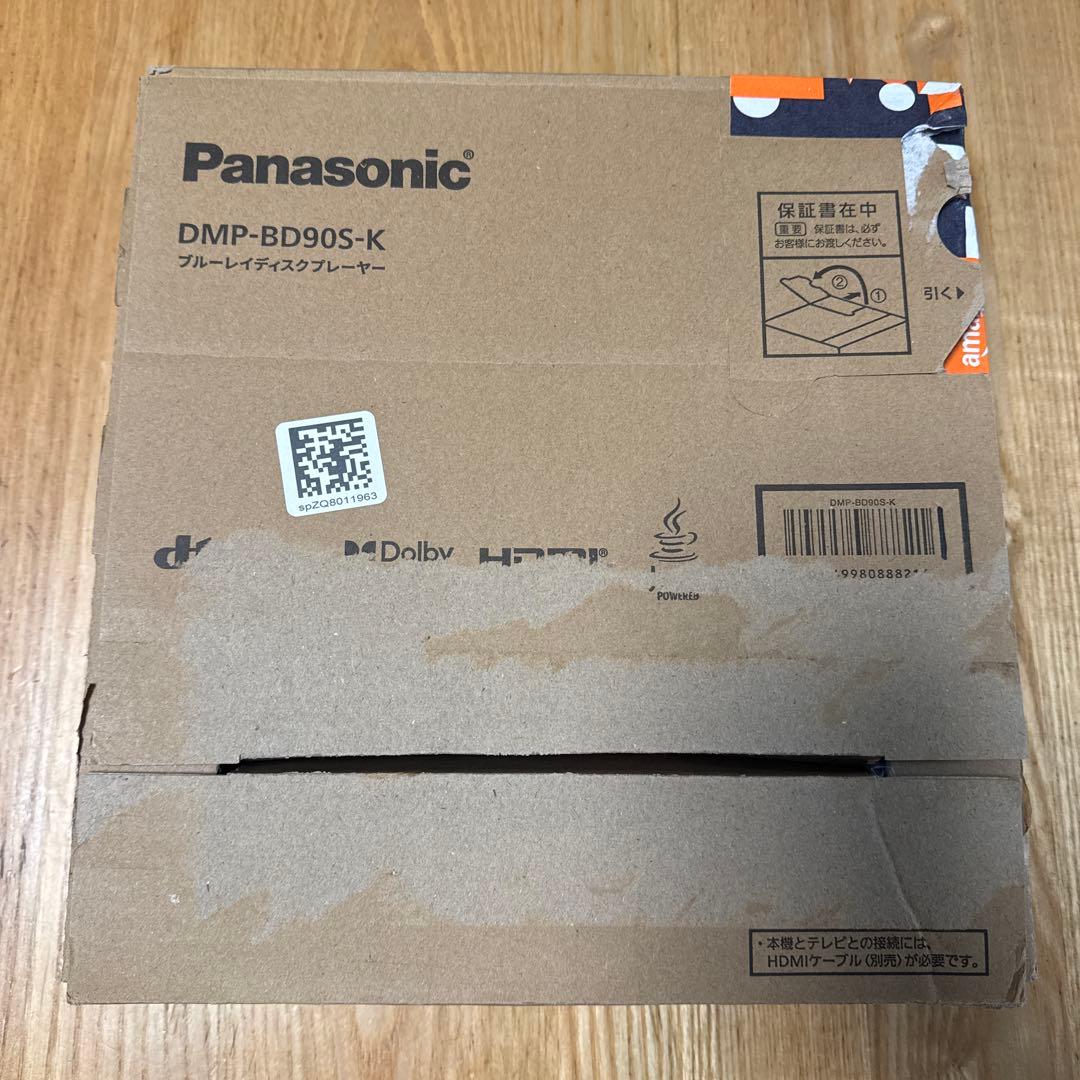 Panasonic®
DMP-BD90S-K
ブルーレイディスクプレーヤー
保証書在中
重要 保証書は、必ず
お客様にお渡しください。
② ①
引く
spZQ8011963
Dolby
HDMI®
POWERED
DMP-BD90S-K
・本機とテレビとの接続には、
HDMIケーブル(別売)が必要です。